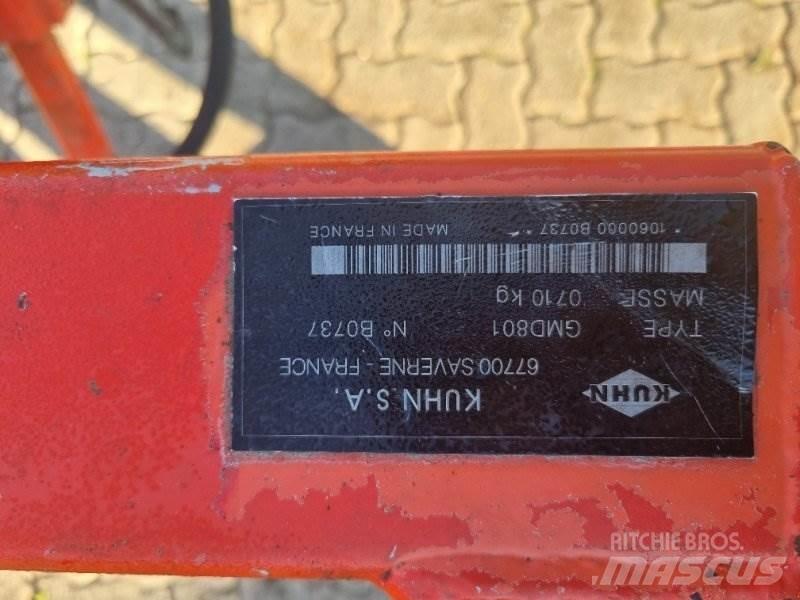 KUHN
KUHN S.A.
67700 SAVERNE - FRANCE
TYPE GMD801 N° B0737
MASSE 0710 kg
* 1060000 B0737 * MADE IN FRANCE
RITCHIE BROS.
MASCUS